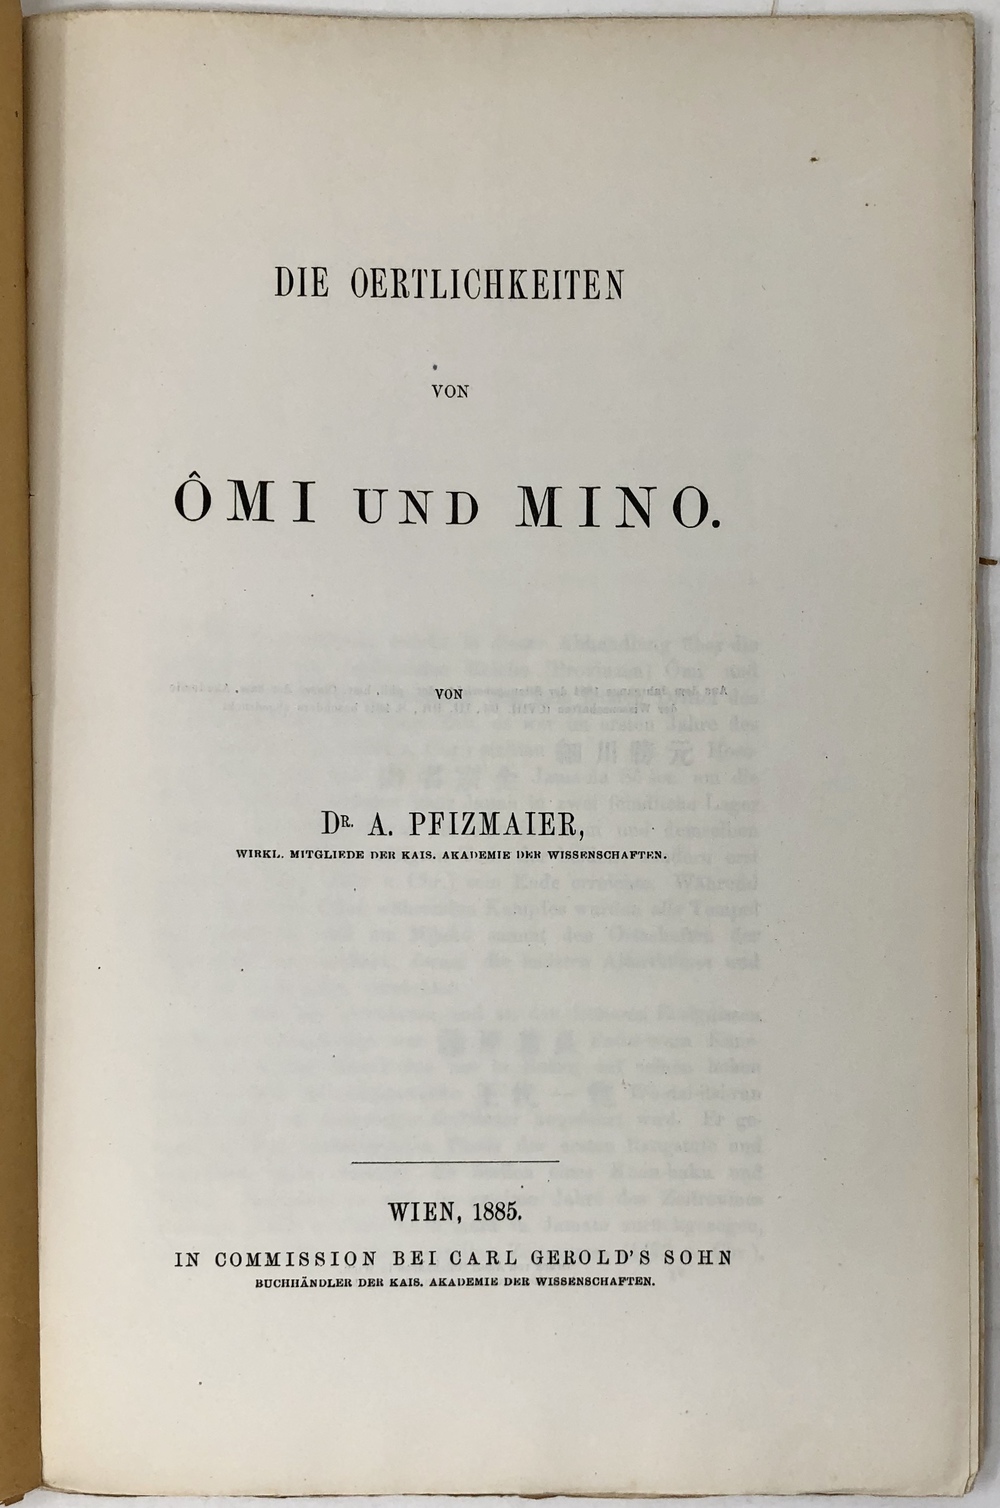 DIE OERTLICHKEITEN
VON
ÔMI UND MINO.
VON
DR. A. PFIZMAIER,
WIRKL. MITGLIEDE DER KAIS. AKADEMIE DER WISSENSCHAFTEN.
WIEN, 1885.
IN COMMISSION BEI CARL GEROLD'S SOHN
BUCHHÄNDLER DER KAIS. AKADEMIE DER WISSENSCHAFTEN.